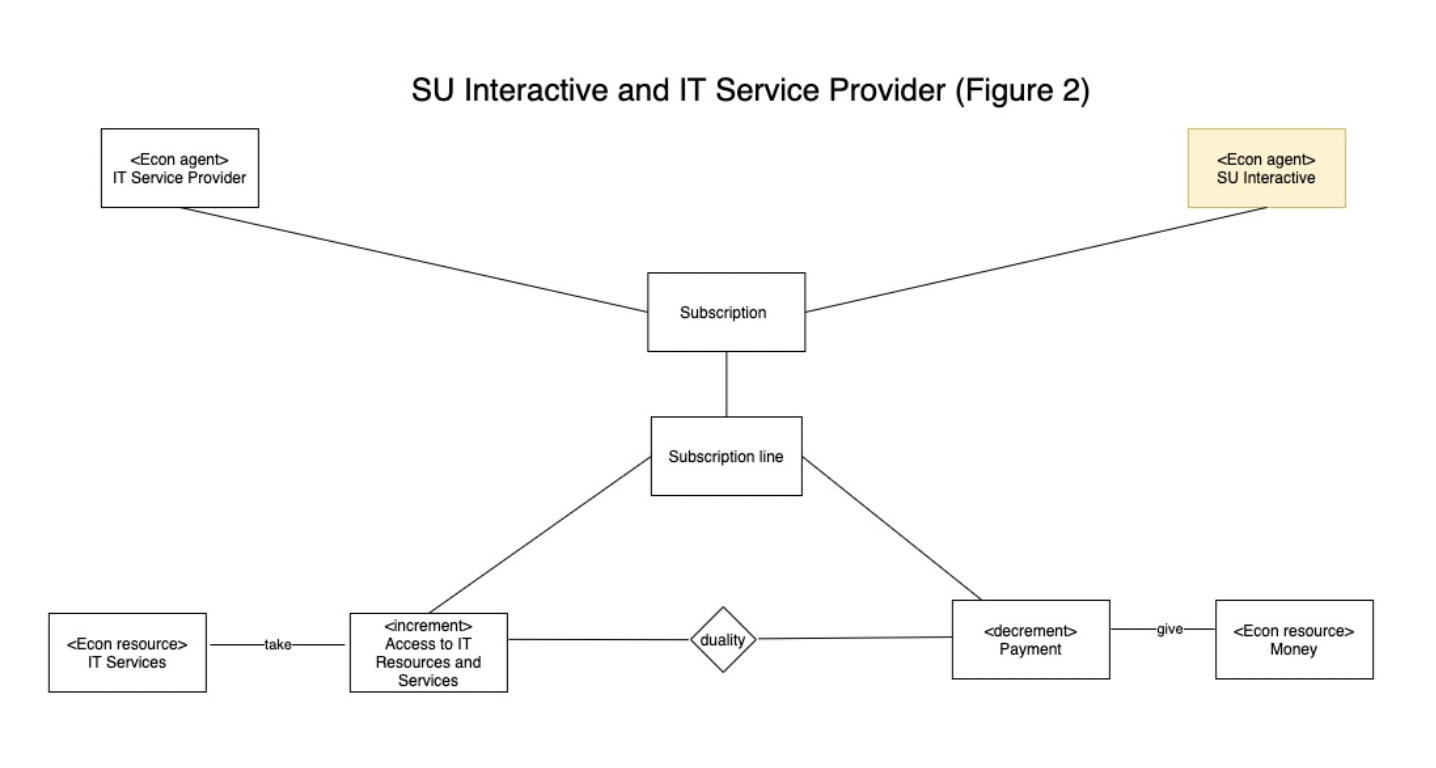 SU Interactive and IT Service Provider (Figure 2)
<Econ agent>
IT Service Provider
<Econ agent>
SU Interactive
Subscription
Subscription line
<Econ resource>
IT Services
take
<increment>
Access to IT
Resources and
Services
duality
<decrement>
Payment
give
<Econ resource>
Money